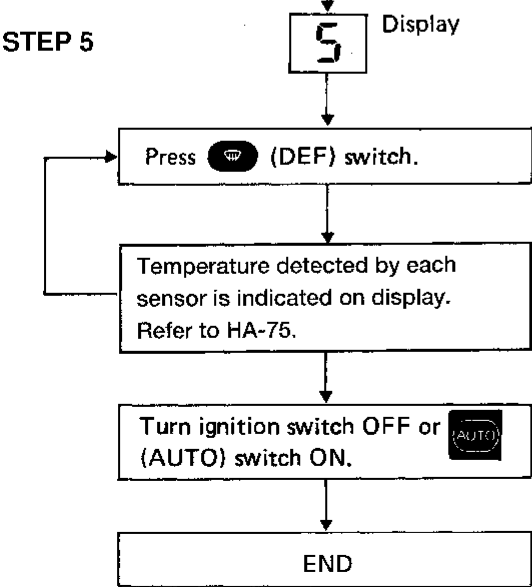 STEP 5
5 Display
Press (DEF) switch.
Temperature detected by each
sensor is indicated on display.
Refer to HA-75.
Turn ignition switch OFF or (AUTO)
(AUTO) switch ON.
END